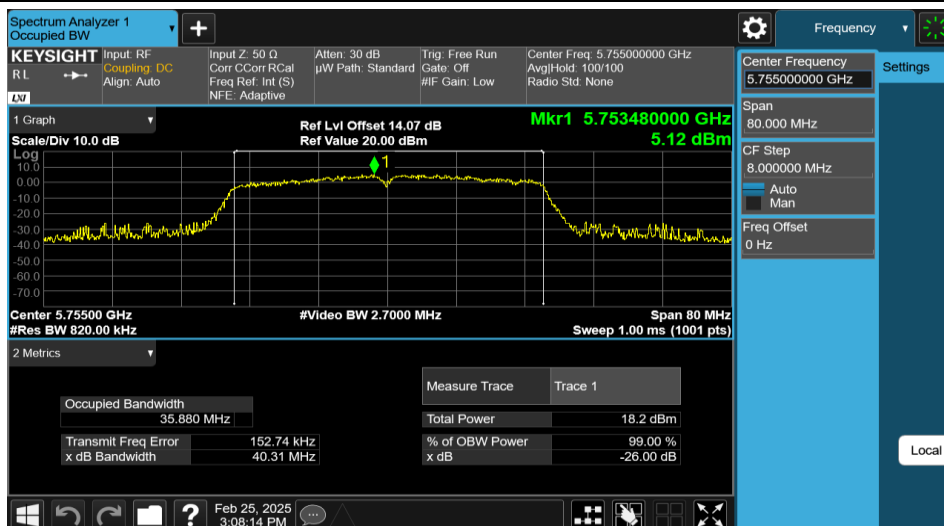 Spectrum Analyzer 1
Occupied BW
+
Frequency
KEYSIGHT
RL
LXI
Input: RF
Coupling: DC
Align: Auto
Input Z: 50 Ω
Corr CCorr RCal
Freq Ref: Int (S)
NFE: Adaptive
Atten: 30 dB
µW Path: Standard
Trig: Free Run
Gate: Off
#IF Gain: Low
Center Freq: 5.755000000 GHz
Avg|Hold: 100/100
Radio Std: None
Center Frequency
5.755000000 GHz
Settings
Span
80.000 MHz
CF Step
8.000000 MHz
Auto
Man
Freq Offset
0 Hz
1 Graph
Scale/Div 10.0 dB
Ref Lvl Offset 14.07 dB
Ref Value 20.00 dBm
Mkr1 5.753480000 GHz
5.12 dBm
Log
1
10.0
0.00
-10.0
-20.0
-30.0
-40.0
-50.0
-60.0
-70.0
Center 5.75500 GHz
#Video BW 2.7000 MHz
Span 80 MHz
#Res BW 820.00 kHz
Sweep 1.00 ms (1001 pts)
2 Metrics
Measure Trace Trace 1
Occupied Bandwidth
35.880 MHz
Total Power 18.2 dBm
Transmit Freq Error 152.74 kHz
% of OBW Power 99.00 %
x dB Bandwidth 40.31 MHz
x dB -26.00 dB
Local
?
Feb 25, 2025
3:08:14 PM